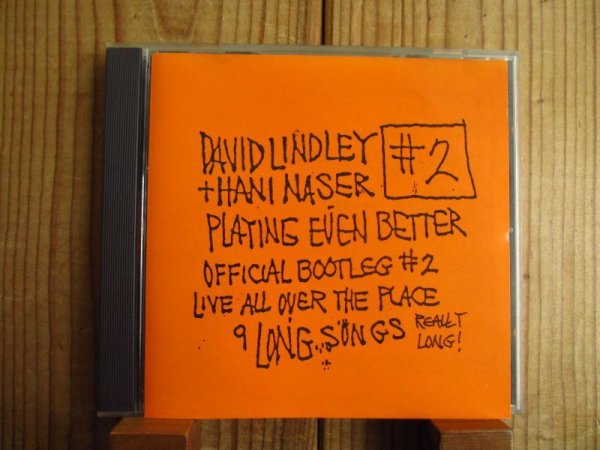 DAVID LINDLEY #2
+ HANI NASER
PLAYING EVEN BETTER
OFFICIAL BOOTLEG #2
LIVE ALL OVER THE PLACE
9 LONG SONGS REALLY
LONG!